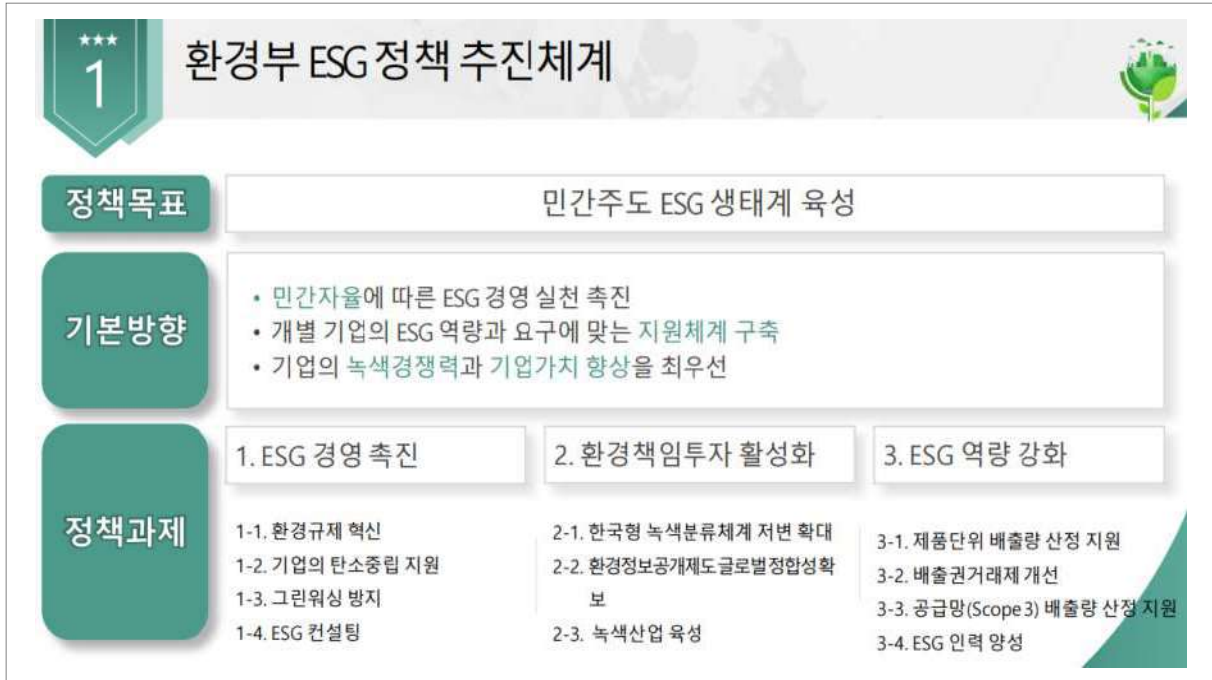 1
환경부 ESG 정책 추진체계
정책목표
민간주도 ESG 생태계 육성
기본방향
• 민간자율에 따른 ESG 경영 실천 촉진
• 개별 기업의 ESG 역량과 요구에 맞는 지원체계 구축
• 기업의 녹색경쟁력과 기업가치 향상을 최우선
정책과제
1. ESG 경영 촉진
1-1. 환경규제 혁신
1-2. 기업의 탄소중립 지원
1-3. 그린워싱 방지
1-4. ESG 컨설팅
2. 환경책임투자 활성화
2-1. 한국형 녹색분류체계 저변 확대
2-2. 환경정보공개제도 글로벌 정합성 확
보
2-3. 녹색산업 육성
3. ESG 역량 강화
3-1. 제품단위 배출량 산정 지원
3-2. 배출권거래제 개선
3-3. 공급망(Scope 3) 배출량 산정 지원
3-4. ESG 인력 양성